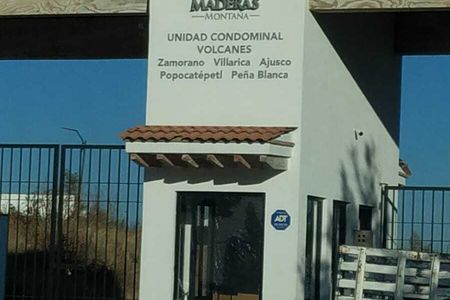 MADERAS
MONTANA
UNIDAD CONDOMINAL
VOLCANES
Zamorano Villarica Ajusco
Popocatépetl Peña Blanca
ADT